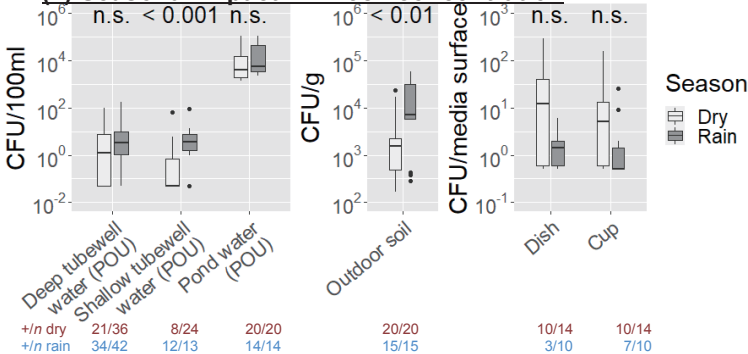 n.s. < 0.001 n.s.
< 0.01
n.s. n.s.
CFU/100ml
10^6
10^4
10^2
10^0
10^-2
CFU/g
10^6
10^5
10^4
10^3
10^2
CFU/media surface
10^3
10^2
10^1
10^0
10^-1
Season
Dry
Rain
Deep tubewell
water (POU)
Shallow tubewell
water (POU)
Pond water
(POU)
Outdoor soil
Dish
Cup
+/n dry 21/36 8/24 20/20 20/20 10/14 10/14
+/n rain 34/42 12/13 14/14 15/15 3/10 7/10